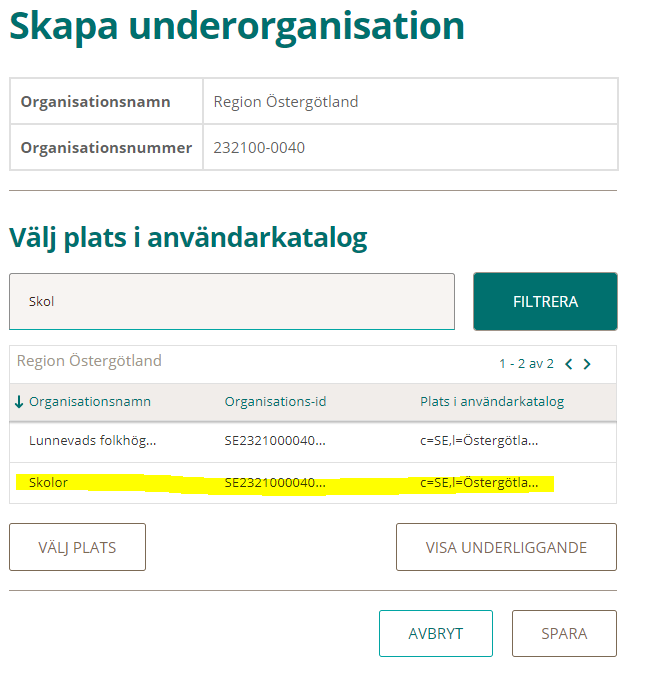 Skapa underorganisation
Organisationsnamn Region Östergötland
Organisationsnummer 232100-0040
Välj plats i användarkatalog
Skol FILTRERA
Region Östergötland 1 - 2 av 2
Organisationsnamn Organisations-id Plats i användarkatalog
Lunnevads folkhög... SE2321000040... c=SE,l=Östergötla...
Skolor SE2321000040... c=SE,l=Östergötla...
VÄLJ PLATS VISA UNDERLIGGANDE
AVBRYT SPARA